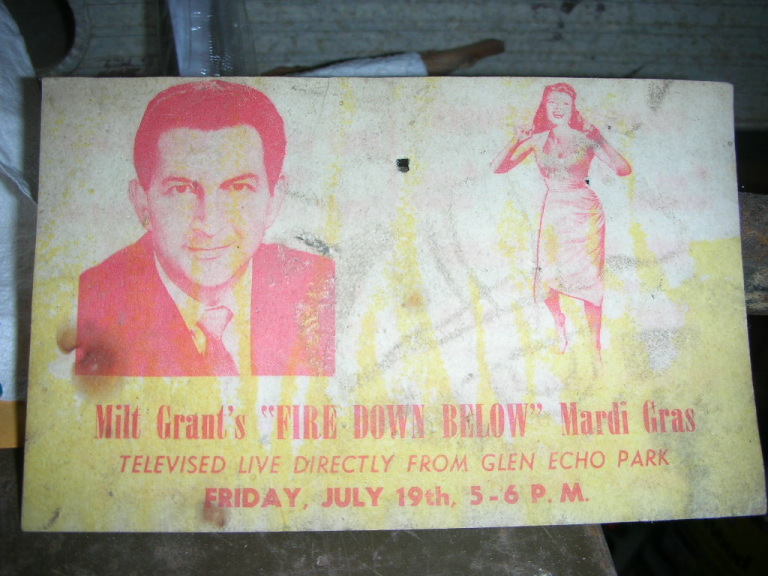 Milt Grant's "FIRE DOWN BELOW" Mardi Gras
TELEVISED LIVE DIRECTLY FROM GLEN ECHO PARK
FRIDAY, JULY 19th, 5-6 P. M.